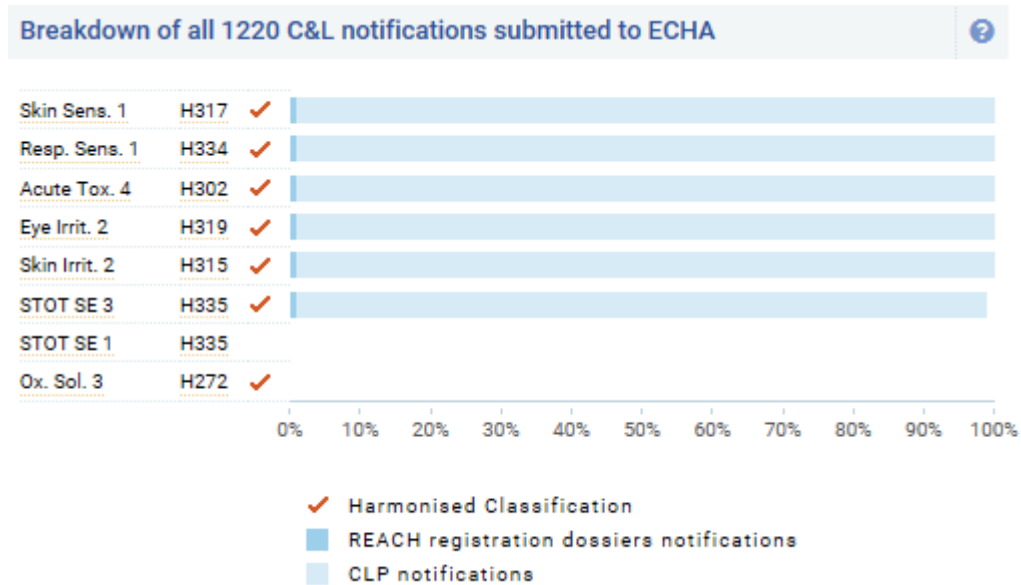 Breakdown of all 1220 C&L notifications submitted to ECHA ?
Skin Sens. 1 H317
Resp. Sens. 1 H334
Acute Tox. 4 H302
Eye Irrit. 2 H319
Skin Irrit. 2 H315
STOT SE 3 H335
STOT SE 1 H335
Ox. Sol. 3 H272
0% 10% 20% 30% 40% 50% 60% 70% 80% 90% 100%
Harmonised Classification
REACH registration dossiers notifications
CLP notifications